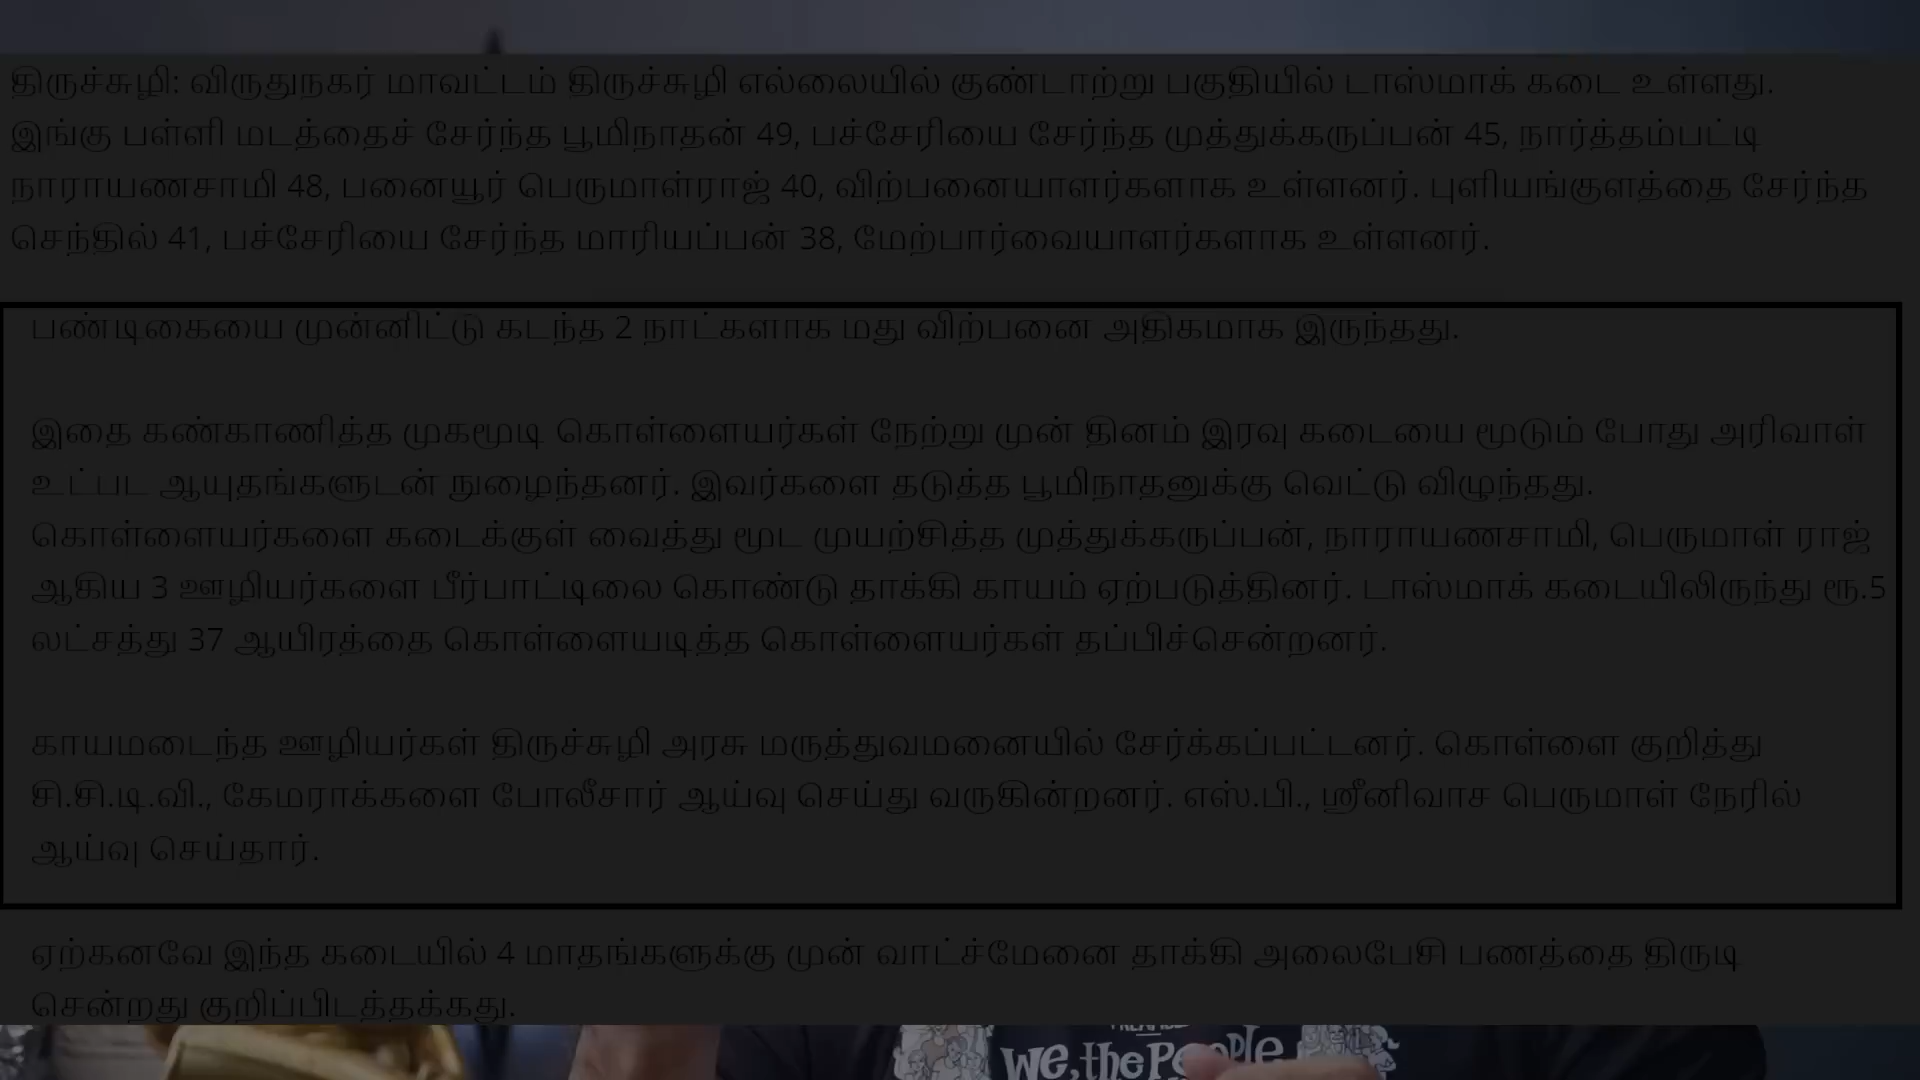 திருச்சுழி: விருதுநகர் மாவட்டம் திருச்சுழி எல்லையில் குண்டாற்று பகுதியில் டாஸ்மாக் கடை உள்ளது.
இங்கு பள்ளி மடத்தைச் சேர்ந்த பூமிநாதன் 49, பச்சேரியை சேர்ந்த முத்துக்கருப்பன் 45, நார்த்தம்பட்டி
நாராயணசாமி 48, பனையூர் பெருமாள்ராஜ் 40, விற்பனையாளர்களாக உள்ளனர். புளியங்குளத்தை சேர்ந்த
செந்தில் 41, பச்சேரியை சேர்ந்த மாரியப்பன் 38, மேற்பார்வையாளர்களாக உள்ளனர்.
பண்டிகையை முன்னிட்டு கடந்த 2 நாட்களாக மது விற்பனை அதிகமாக இருந்தது.
இதை கண்காணித்த முகமூடி கொள்ளையர்கள் நேற்று முன் தினம் இரவு கடையை மூடும் போது அரிவாள்
உட்பட ஆயுதங்களுடன் நுழைந்தனர். இவர்களை தடுத்த பூமிநாதனுக்கு வெட்டு விழுந்தது.
கொள்ளையர்களை கடைக்குள் வைத்து மூட முயற்சித்த முத்துக்கருப்பன், நாராயணசாமி, பெருமாள் ராஜ்
ஆகிய 3 ஊழியர்களை பீர்பாட்டிலை கொண்டு தாக்கி காயம் ஏற்படுத்தினர். டாஸ்மாக் கடையிலிருந்து ரூ.5
லட்சத்து 37 ஆயிரத்தை கொள்ளையடித்த கொள்ளையர்கள் தப்பிச்சென்றனர்.
காயமடைந்த ஊழியர்கள் திருச்சுழி அரசு மருத்துவமனையில் சேர்க்கப்பட்டனர். கொள்ளை குறித்து
சி.சி.டி.வி., கேமராக்களை போலீசார் ஆய்வு செய்து வருகின்றனர். எஸ்.பி., ஸ்ரீனிவாச பெருமாள் நேரில்
ஆய்வு செய்தார்.
ஏற்கனவே இந்த கடையில் 4 மாதங்களுக்கு முன் வாட்ச்மேனை தாக்கி அலைபேசி பணத்தை திருடி
சென்றது குறிப்பிடத்தக்கது.
we, the People